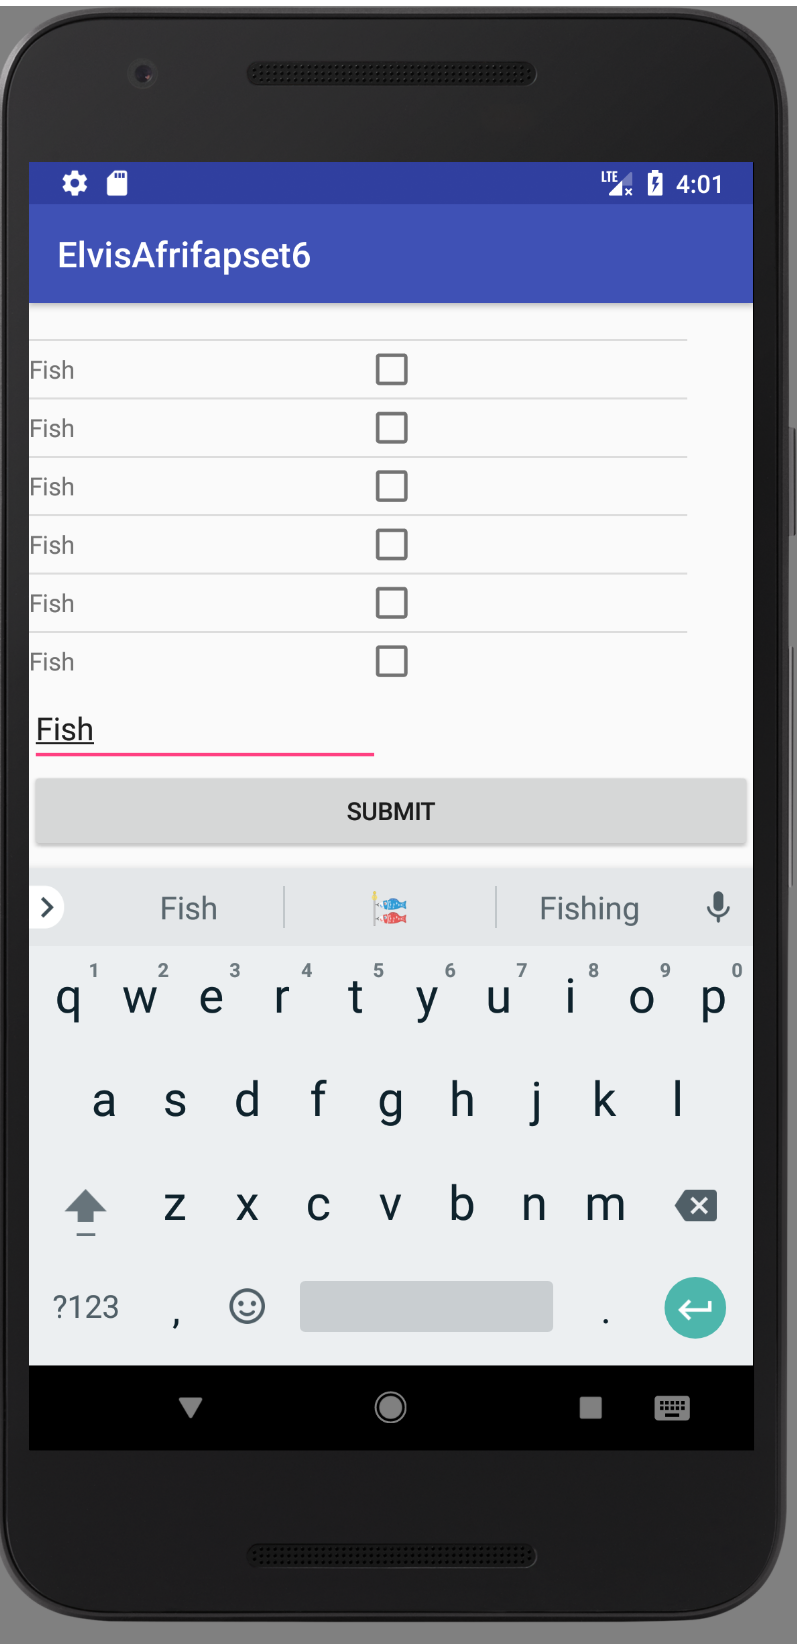 LTE 4:01
ElvisAfrifapset6
Fish
Fish
Fish
Fish
Fish
Fish
Fish
SUBMIT
Fish Fishing
1 2 3 4 5 6 7 8 9 0
q w e r t y u i o p
a s d f g h j k l
z x c v b n m
?123 , .